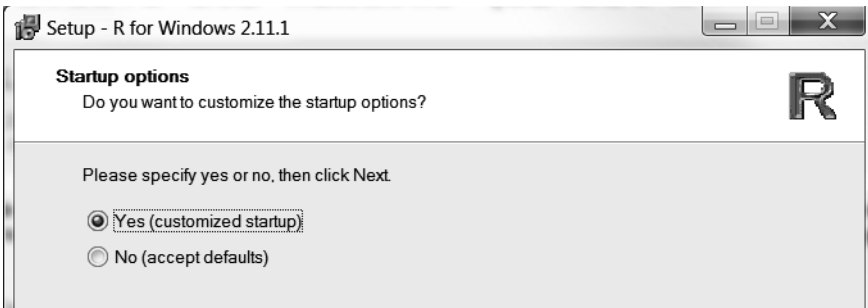 Setup - R for Windows 2.11.1
Startup options
Do you want to customize the startup options?
R
Please specify yes or no, then click Next.
Yes (customized startup)
No (accept defaults)